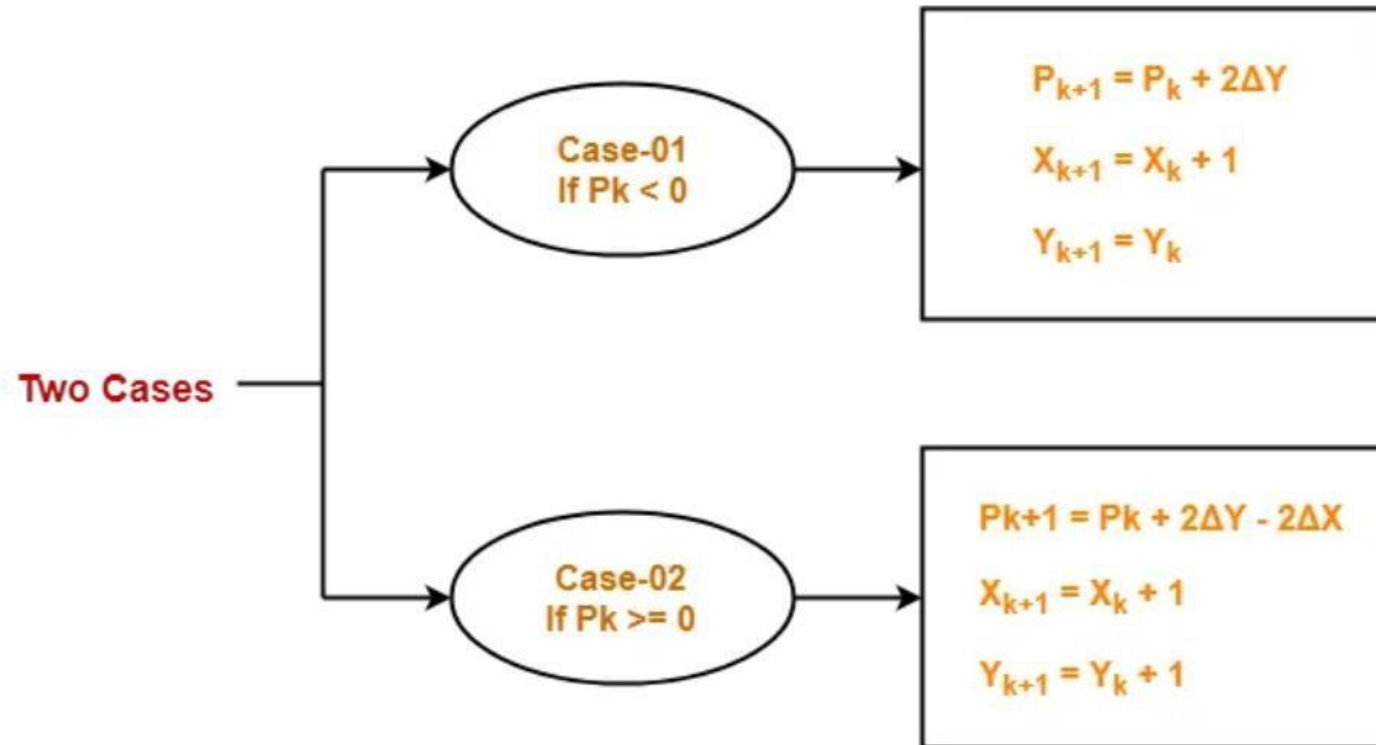 Two Cases
Case-01
If Pk < 0
Pₖ₊₁ = Pₖ + 2ΔY
Xₖ₊₁ = Xₖ + 1
Yₖ₊₁ = Yₖ
Case-02
If Pk >= 0
Pk+1 = Pk + 2ΔY - 2ΔX
Xₖ₊₁ = Xₖ + 1
Yₖ₊₁ = Yₖ + 1